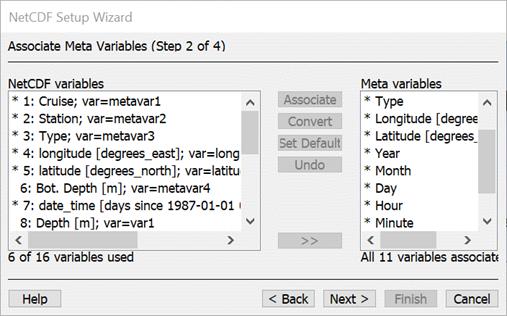 NetCDF Setup Wizard
Associate Meta Variables (Step 2 of 4)
NetCDF variables
* 1: Cruise; var=metavar1
* 2: Station; var=metavar2
* 3: Type; var=metavar3
* 4: longitude [degrees_east]; var=long
* 5: latitude [degrees_north]; var=latitu
6: Bot. Depth [m]; var=metavar4
* 7: date_time [days since 1987-01-01 0
8: Depth [m]; var=var1
6 of 16 variables used
Associate
Convert
Set Default
Undo
>>
Meta variables
* Type
* Longitude [degree
* Latitude [degrees_
* Year
* Month
* Day
* Hour
* Minute
All 11 variables associate
Help
< Back
Next >
Finish
Cancel